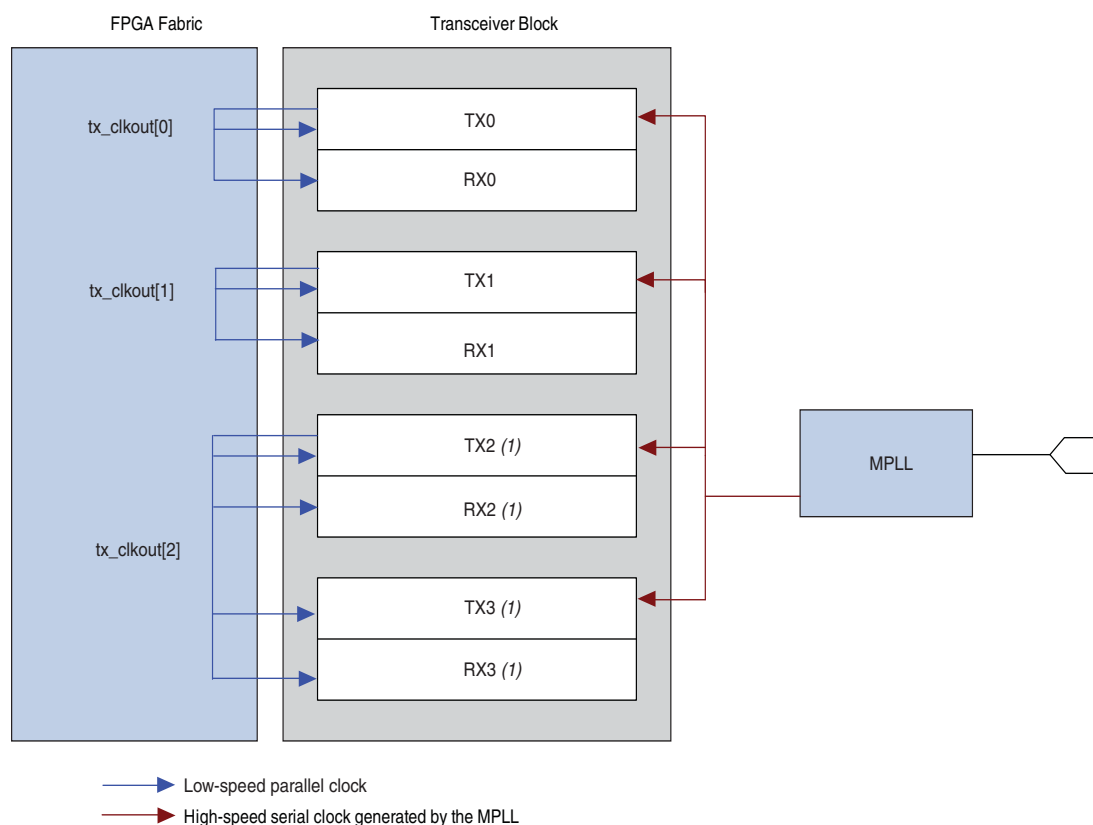 FPGA Fabric
Transceiver Block
tx_clkout[0]
TX0
RX0
tx_clkout[1]
TX1
RX1
TX2 (1)
RX2 (1)
MPLL
tx_clkout[2]
TX3 (1)
RX3 (1)
Low-speed parallel clock
High-speed serial clock generated by the MPLL